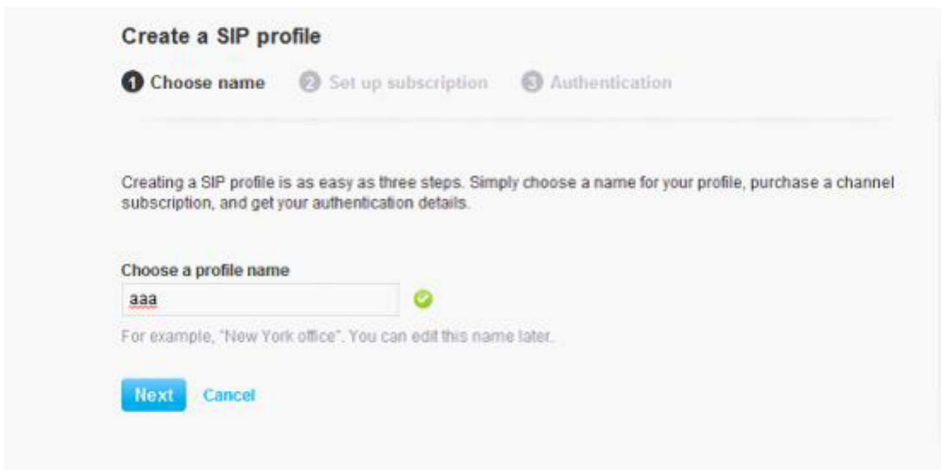 Create a SIP profile
1 Choose name 2 Set up subscription 3 Authentication
Creating a SIP profile is as easy as three steps. Simply choose a name for your profile, purchase a channel
subscription, and get your authentication details.
Choose a profile name
aaa
For example, "New York office". You can edit this name later.
Next Cancel